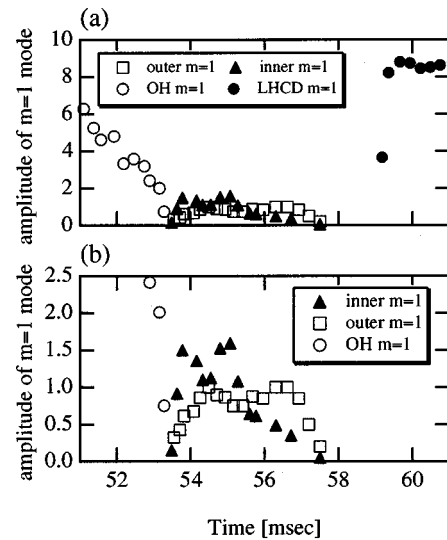 (a)
10
8
6
4
2
0
amplitude of m=1 mode
outer m=1
inner m=1
OH m=1
LHCD m=1
(b)
2.5
2.0
1.5
1.0
0.5
0.0
amplitude of m=1 mode
inner m=1
outer m=1
OH m=1
52 54 56 58 60
Time [msec]